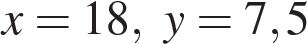 x = 18, y = 7,5